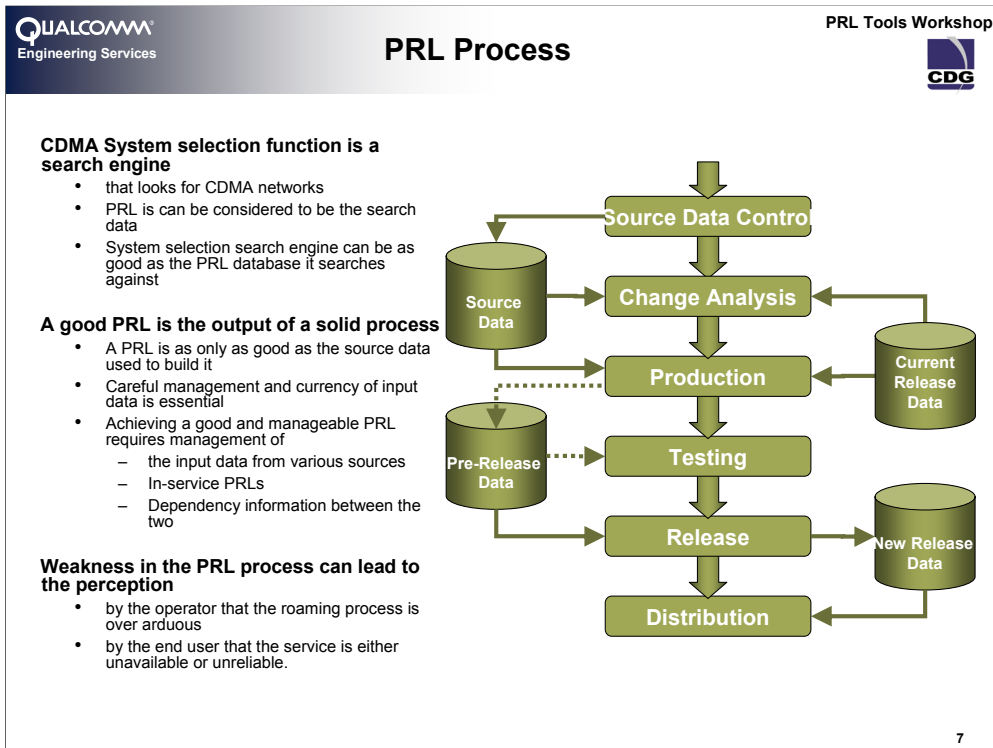 QUALCOMM®
Engineering Services
PRL Process
PRL Tools Workshop
CDG
CDMA System selection function is a
search engine
• that looks for CDMA networks
• PRL is can be considered to be the search
data
• System selection search engine can be as
good as the PRL database it searches
against
A good PRL is the output of a solid process
• A PRL is as only as good as the source data
used to build it
• Careful management and currency of input
data is essential
• Achieving a good and manageable PRL
requires management of
– the input data from various sources
– In-service PRLs
– Dependency information between the
two
Weakness in the PRL process can lead to
the perception
• by the operator that the roaming process is
over arduous
• by the end user that the service is either
unavailable or unreliable.
Source Data Control
Source
Data
Change Analysis
Production
Current
Release
Data
Pre-Release
Data
Testing
Release
New Release
Data
Distribution
7